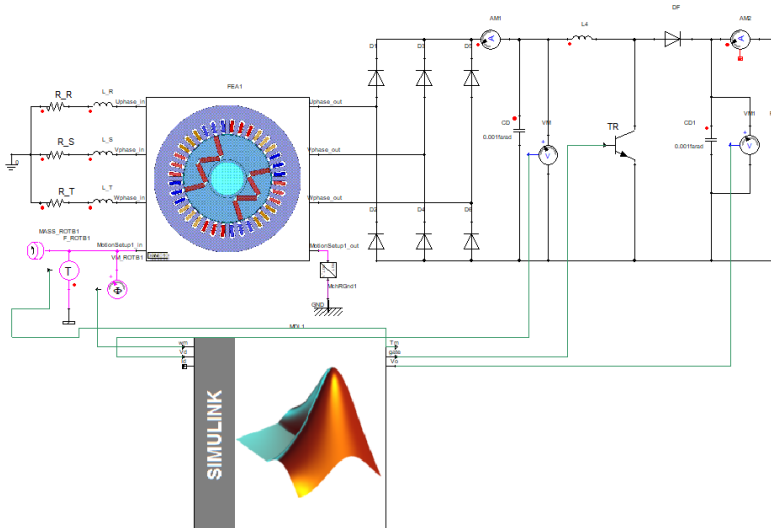 AM1
L4
DF
AM2
D1
D3
D5
FEA1
R_R
L_R
Uphase_in
Uphase_out
CD
0.001farad
VM
TR
CD1
0.001farad
VM1
R_S
L_S
Vphase_in
Vphase_out
R_T
L_T
Wphase_in
Wphase_out
D2
D4
D6
MASS_ROTB1
F_ROTB1
MotionSetup1_in
MotionSetup1_out
VM_ROTB1
T
MchRGnd1
GND
MDL1
wm
Vd
Tm
gate
Vo
SIMULINK